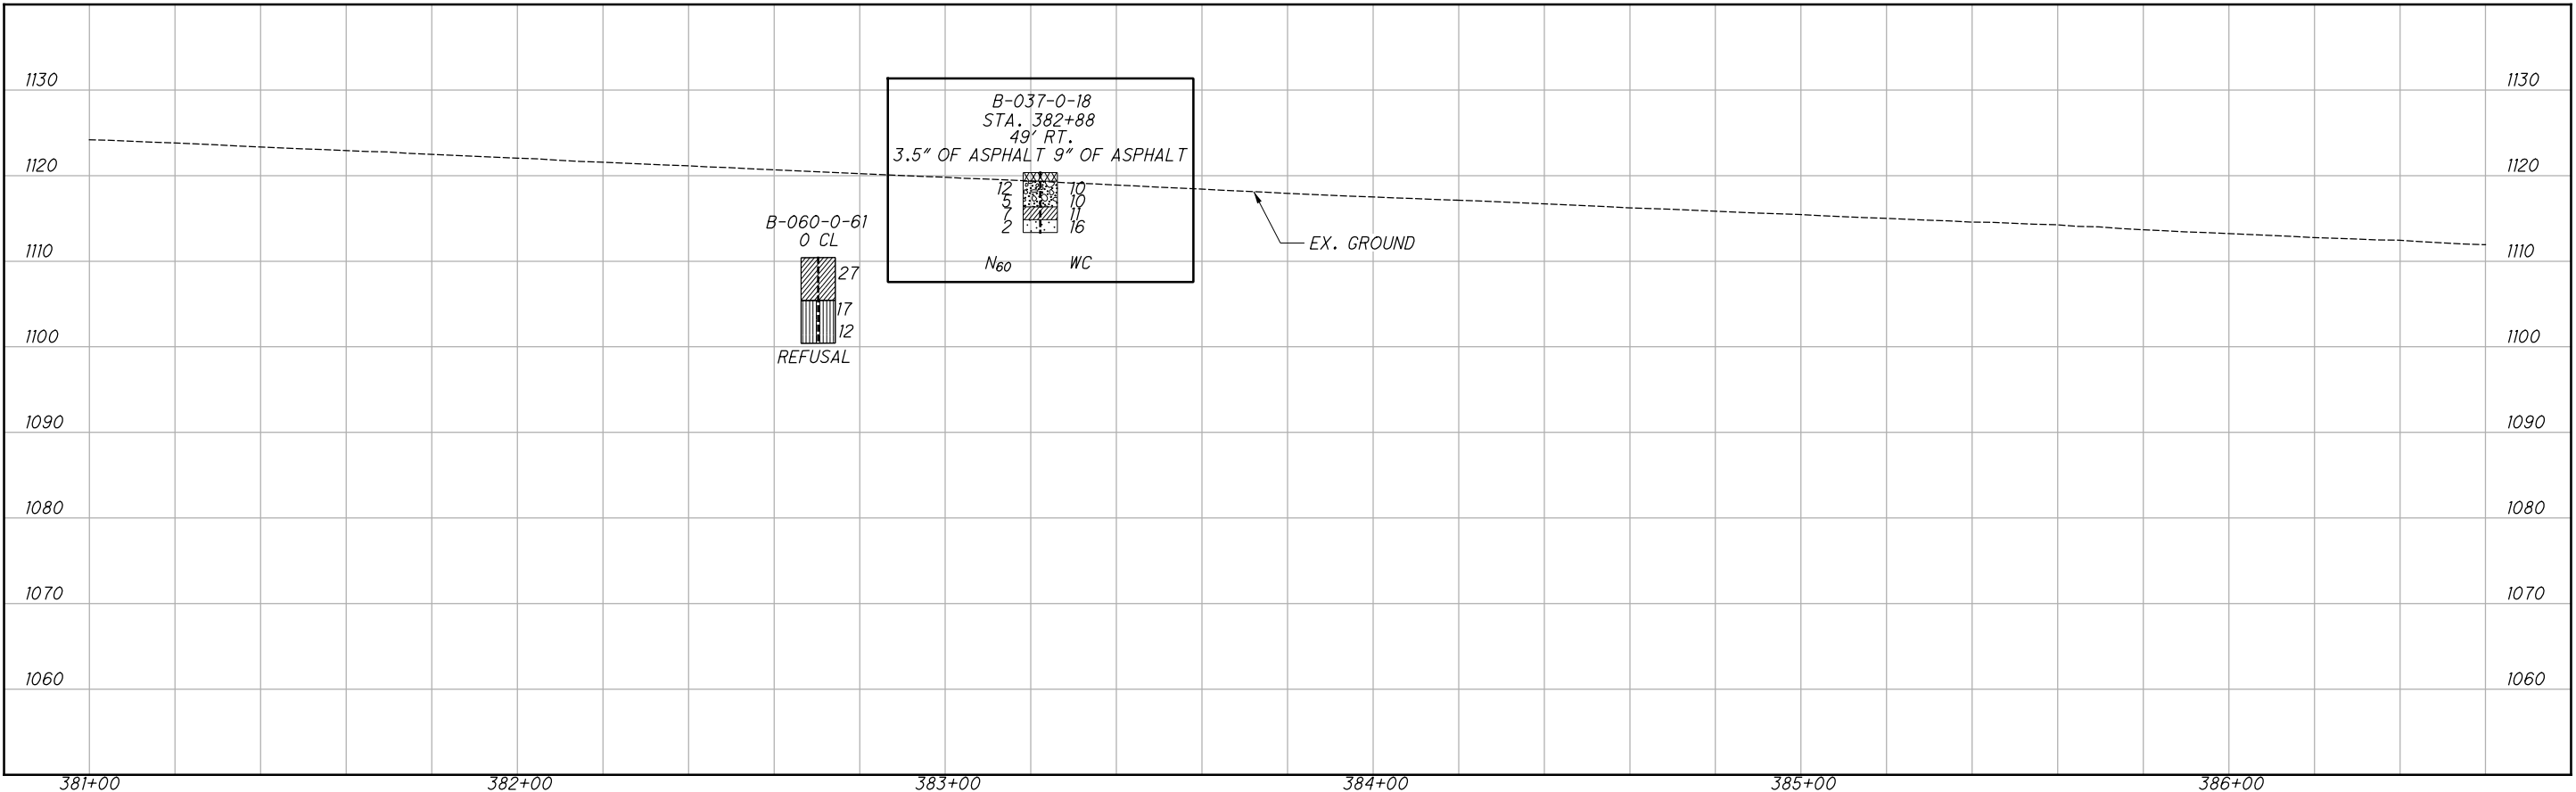 1130 1130
B-037-0-18
STA. 382+88
49' RT.
3.5" OF ASPHALT 9" OF ASPHALT
1120 1120
12 10
5 10
7 11
2 16
N60 WC
B-060-0-61
0 CL
EX. GROUND
1110 1110
27
17
12
1100 1100
REFUSAL
1090 1090
1080 1080
1070 1070
1060 1060
381+00 382+00 383+00 384+00 385+00 386+00